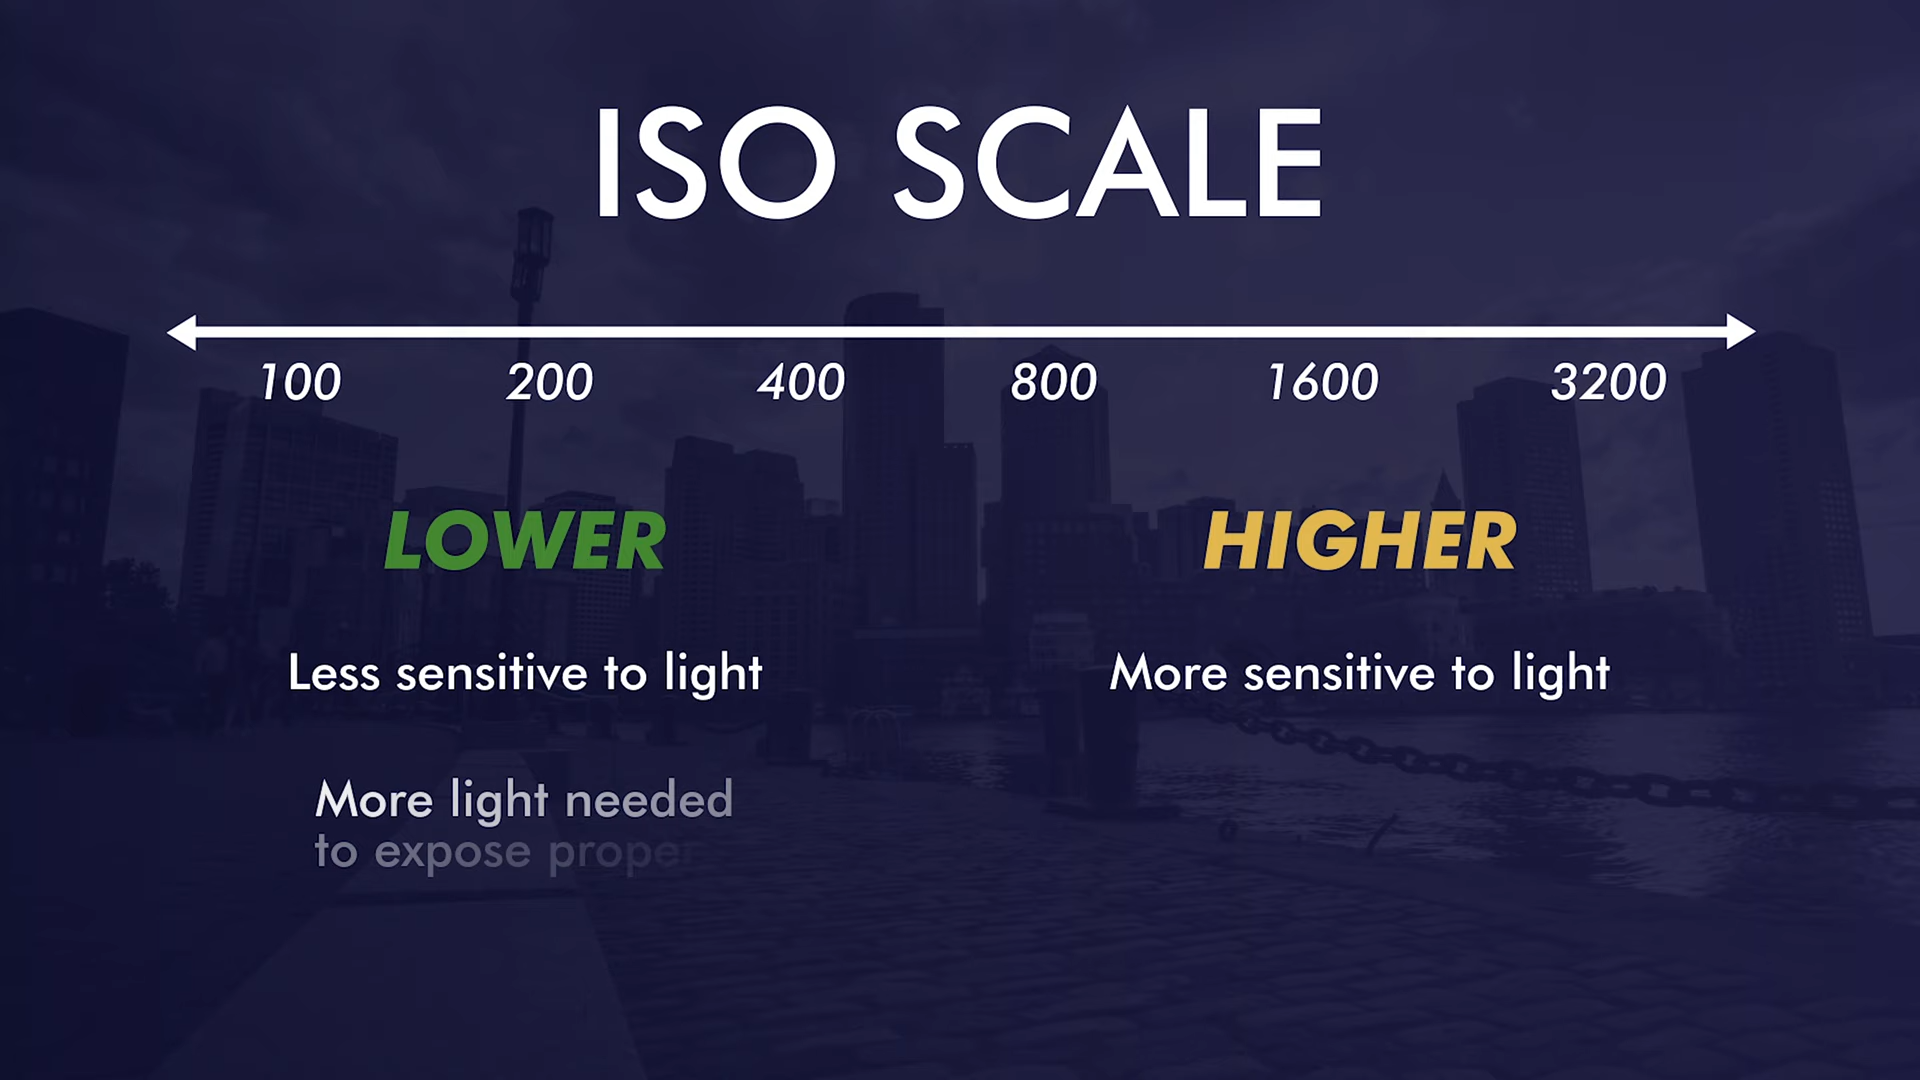 ISO SCALE
100 200 400 800 1600 3200
LOWER
HIGHER
Less sensitive to light
More sensitive to light
More light needed
to expose proper